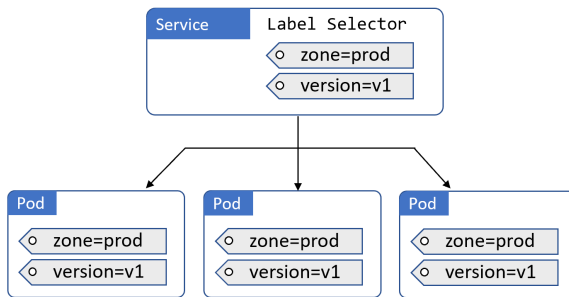 Service
Label Selector
zone=prod
version=v1
Pod
zone=prod
version=v1
Pod
zone=prod
version=v1
Pod
zone=prod
version=v1